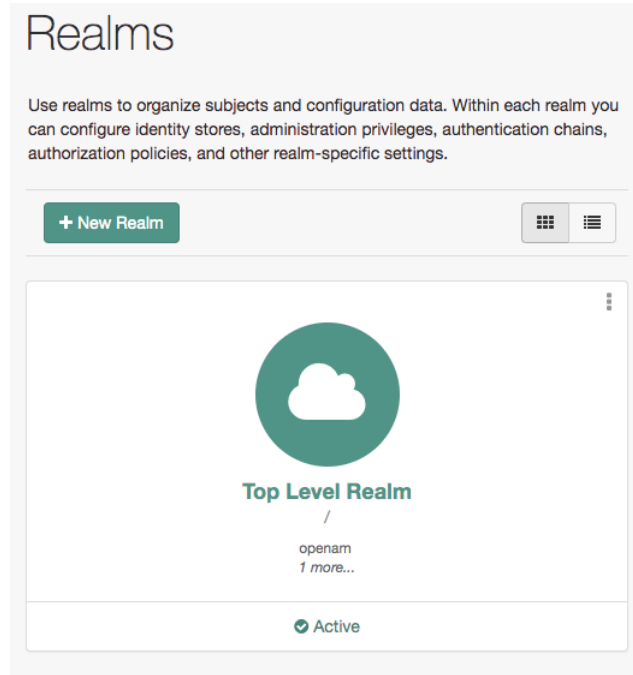 Realms
Use realms to organize subjects and configuration data. Within each realm you
can configure identity stores, administration privileges, authentication chains,
authorization policies, and other realm-specific settings.
+ New Realm
Top Level Realm
/
openam
1 more...
Active